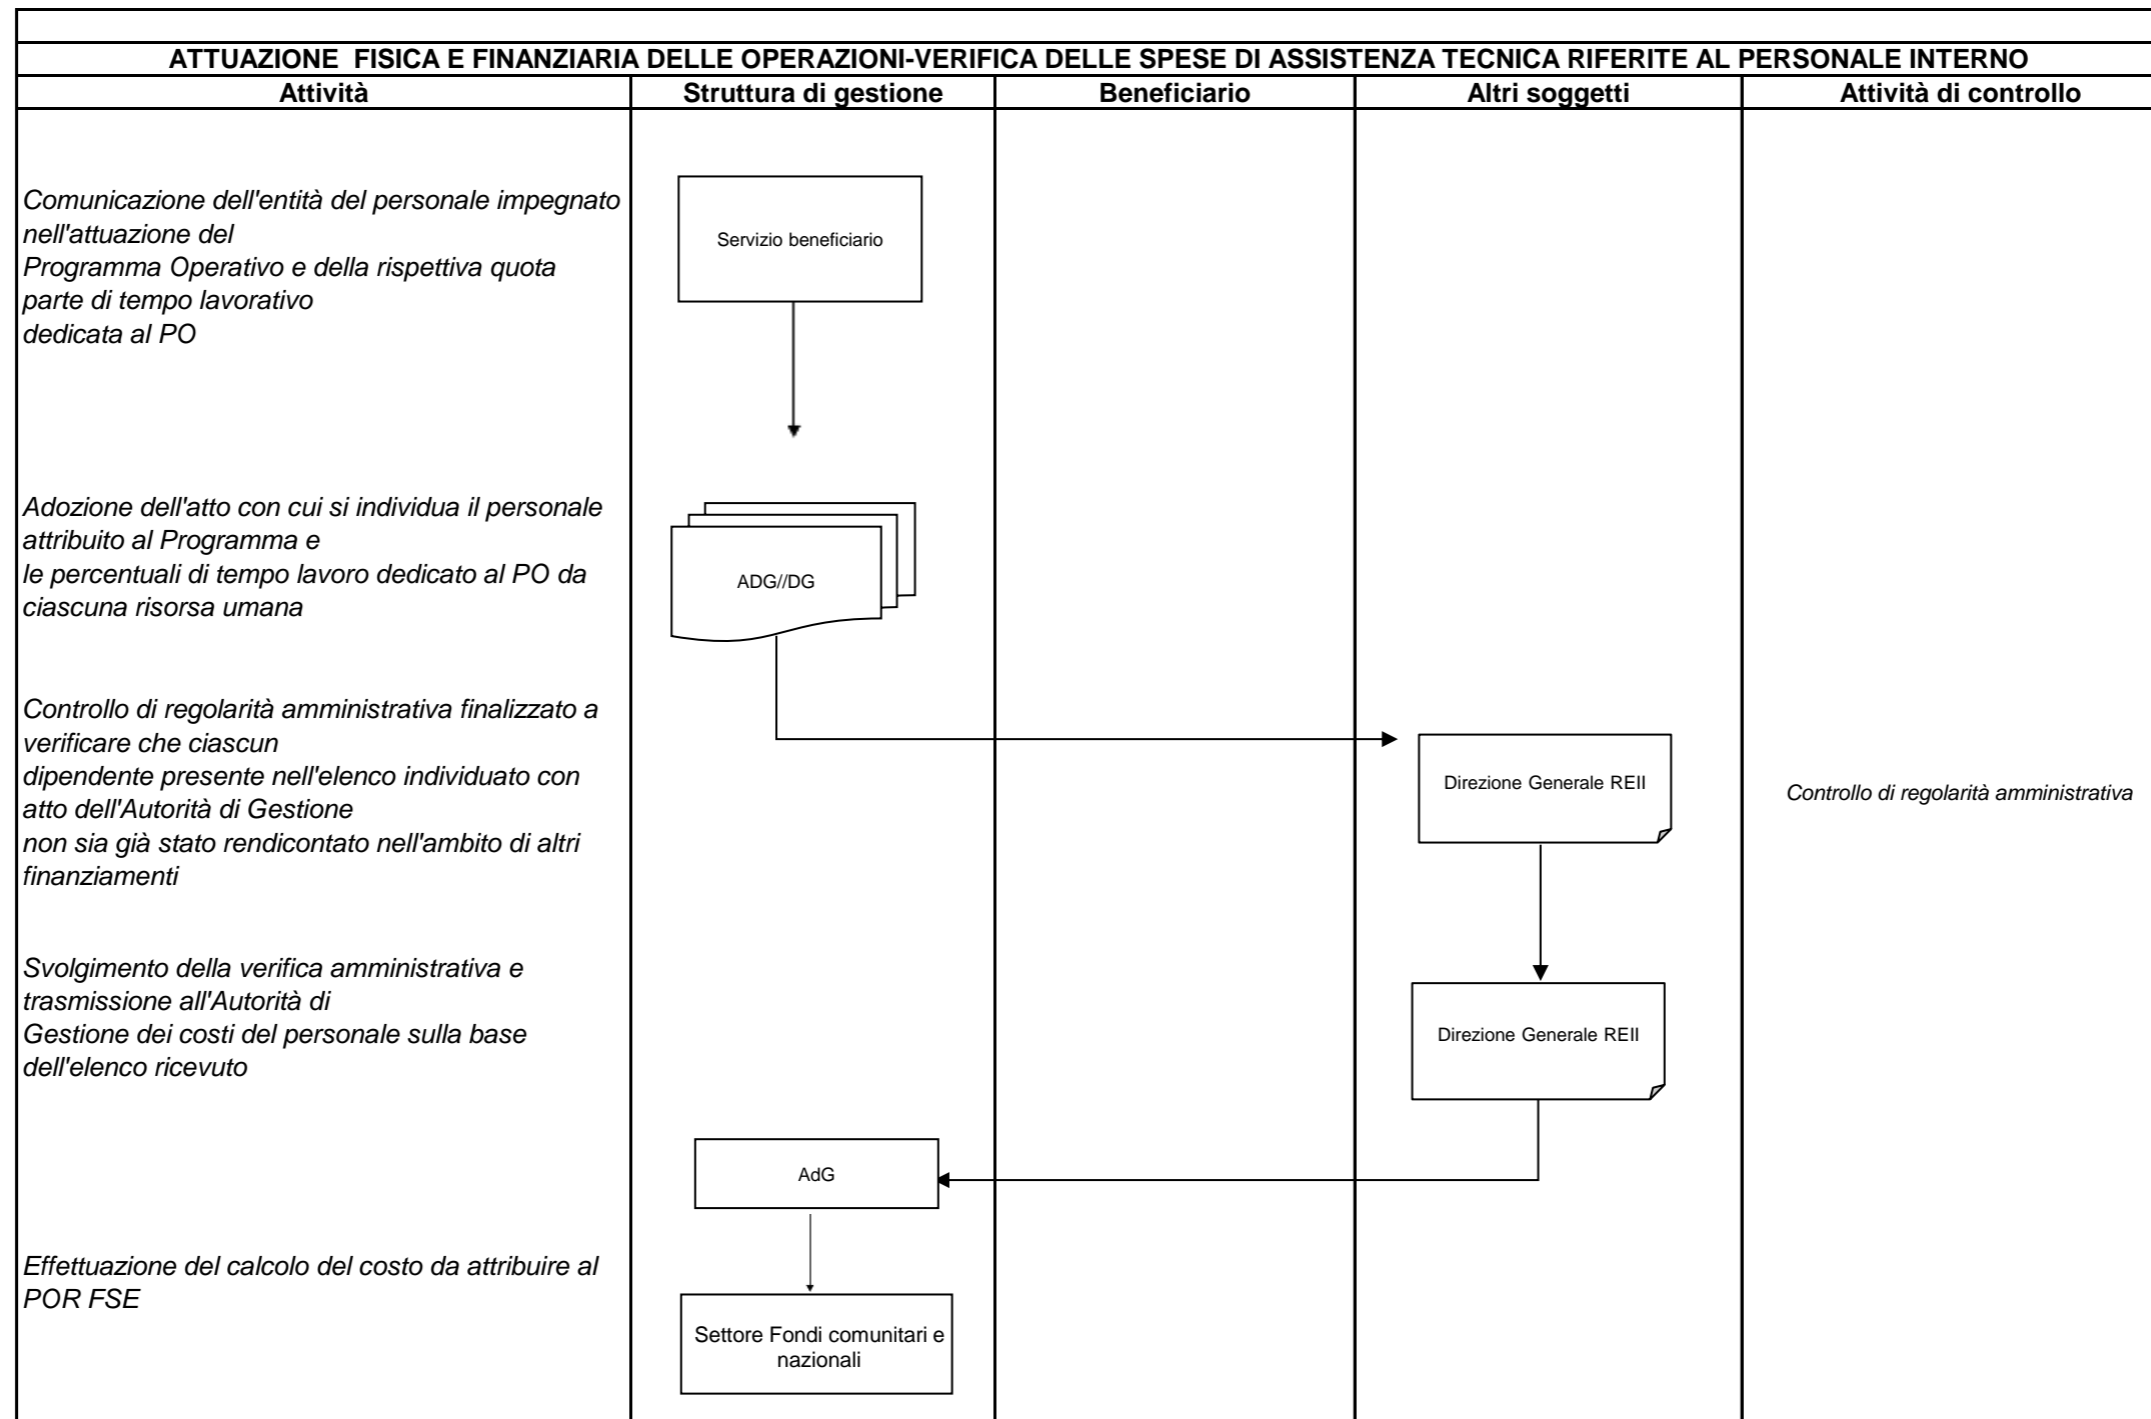 ATTUAZIONE  FISICA E FINANZIARIA DELLE OPERAZIONI-VERIFICA DELLE SPESE DI ASSISTENZA TECNICA RIFERITE AL PERSONALE INTERNO
Attività
Struttura di gestione
Beneficiario
Altri soggetti
Attività di controllo
Comunicazione dell'entità del personale impegnato
nell'attuazione del
Programma Operativo e della rispettiva quota
parte di tempo lavorativo
dedicata al PO
Servizio beneficiario
Adozione dell'atto con cui si individua il personale
attribuito al Programma e
le percentuali di tempo lavoro dedicato al PO da
ciascuna risorsa umana
ADG//DG
Controllo di regolarità amministrativa finalizzato a
verificare che ciascun
dipendente presente nell'elenco individuato con
atto dell'Autorità di Gestione
non sia già stato rendicontato nell'ambito di altri
finanziamenti
Direzione Generale REII
Controllo di regolarità amministrativa
Svolgimento della verifica amministrativa e
trasmissione all'Autorità di
Gestione dei costi del personale sulla base
dell'elenco ricevuto
Direzione Generale REII
AdG
Effettuazione del calcolo del costo da attribuire al
POR FSE
Settore Fondi comunitari e
nazionali